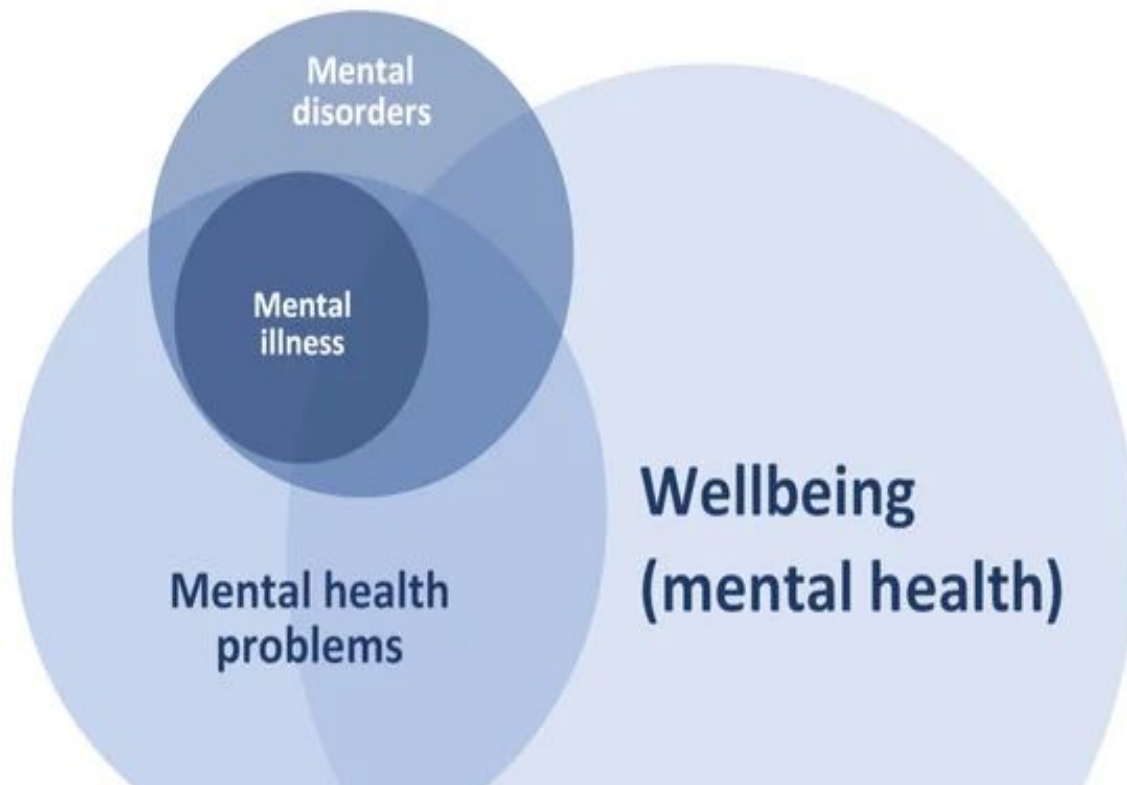 Mental
disorders
Mental
illness
Wellbeing
(mental health)
Mental health
problems